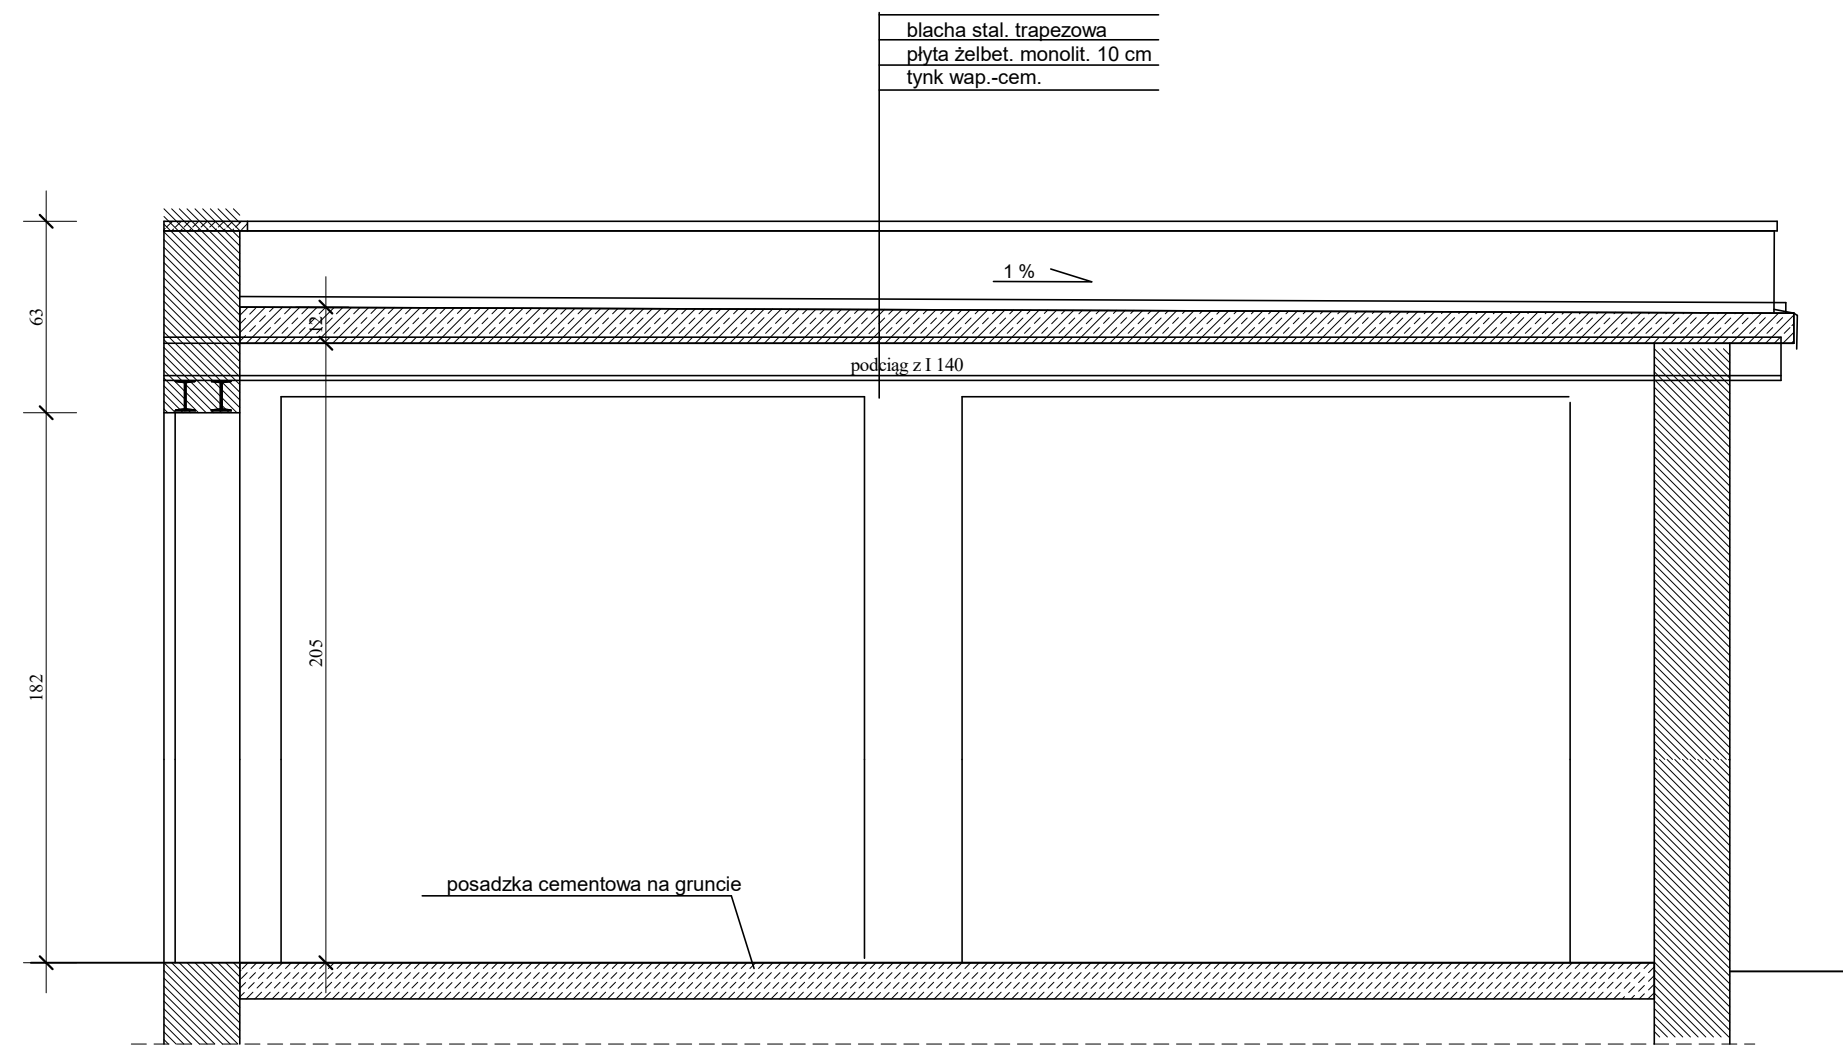 blacha stal. trapezowa
płyta żelbet. monolit. 10 cm
tynk wap.-cem.
1 %
63
12
podciąg z I 140
205
182
posadzka cementowa na gruncie